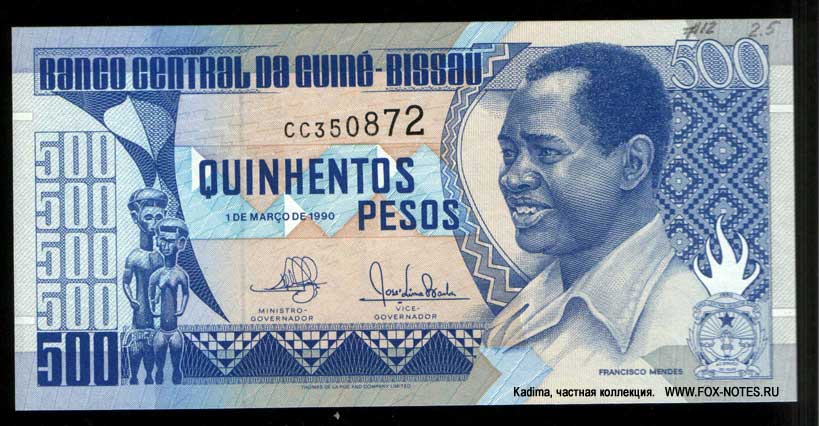 #12 2.5
BANCO CENTRAL DA GUINÉ-BISSAU
500
CC350872
500
500
500
500
500
QUINHENTOS
1 DE MARÇO DE 1990 PESOS
MINISTRO-
GOVERNADOR
VICE-
GOVERNADOR
FRANCISCO MENDES
THOMAS DE LA RUE AND COMPANY LIMITED
Kadima, частная коллекция. WWW.FOX-NOTES.RU